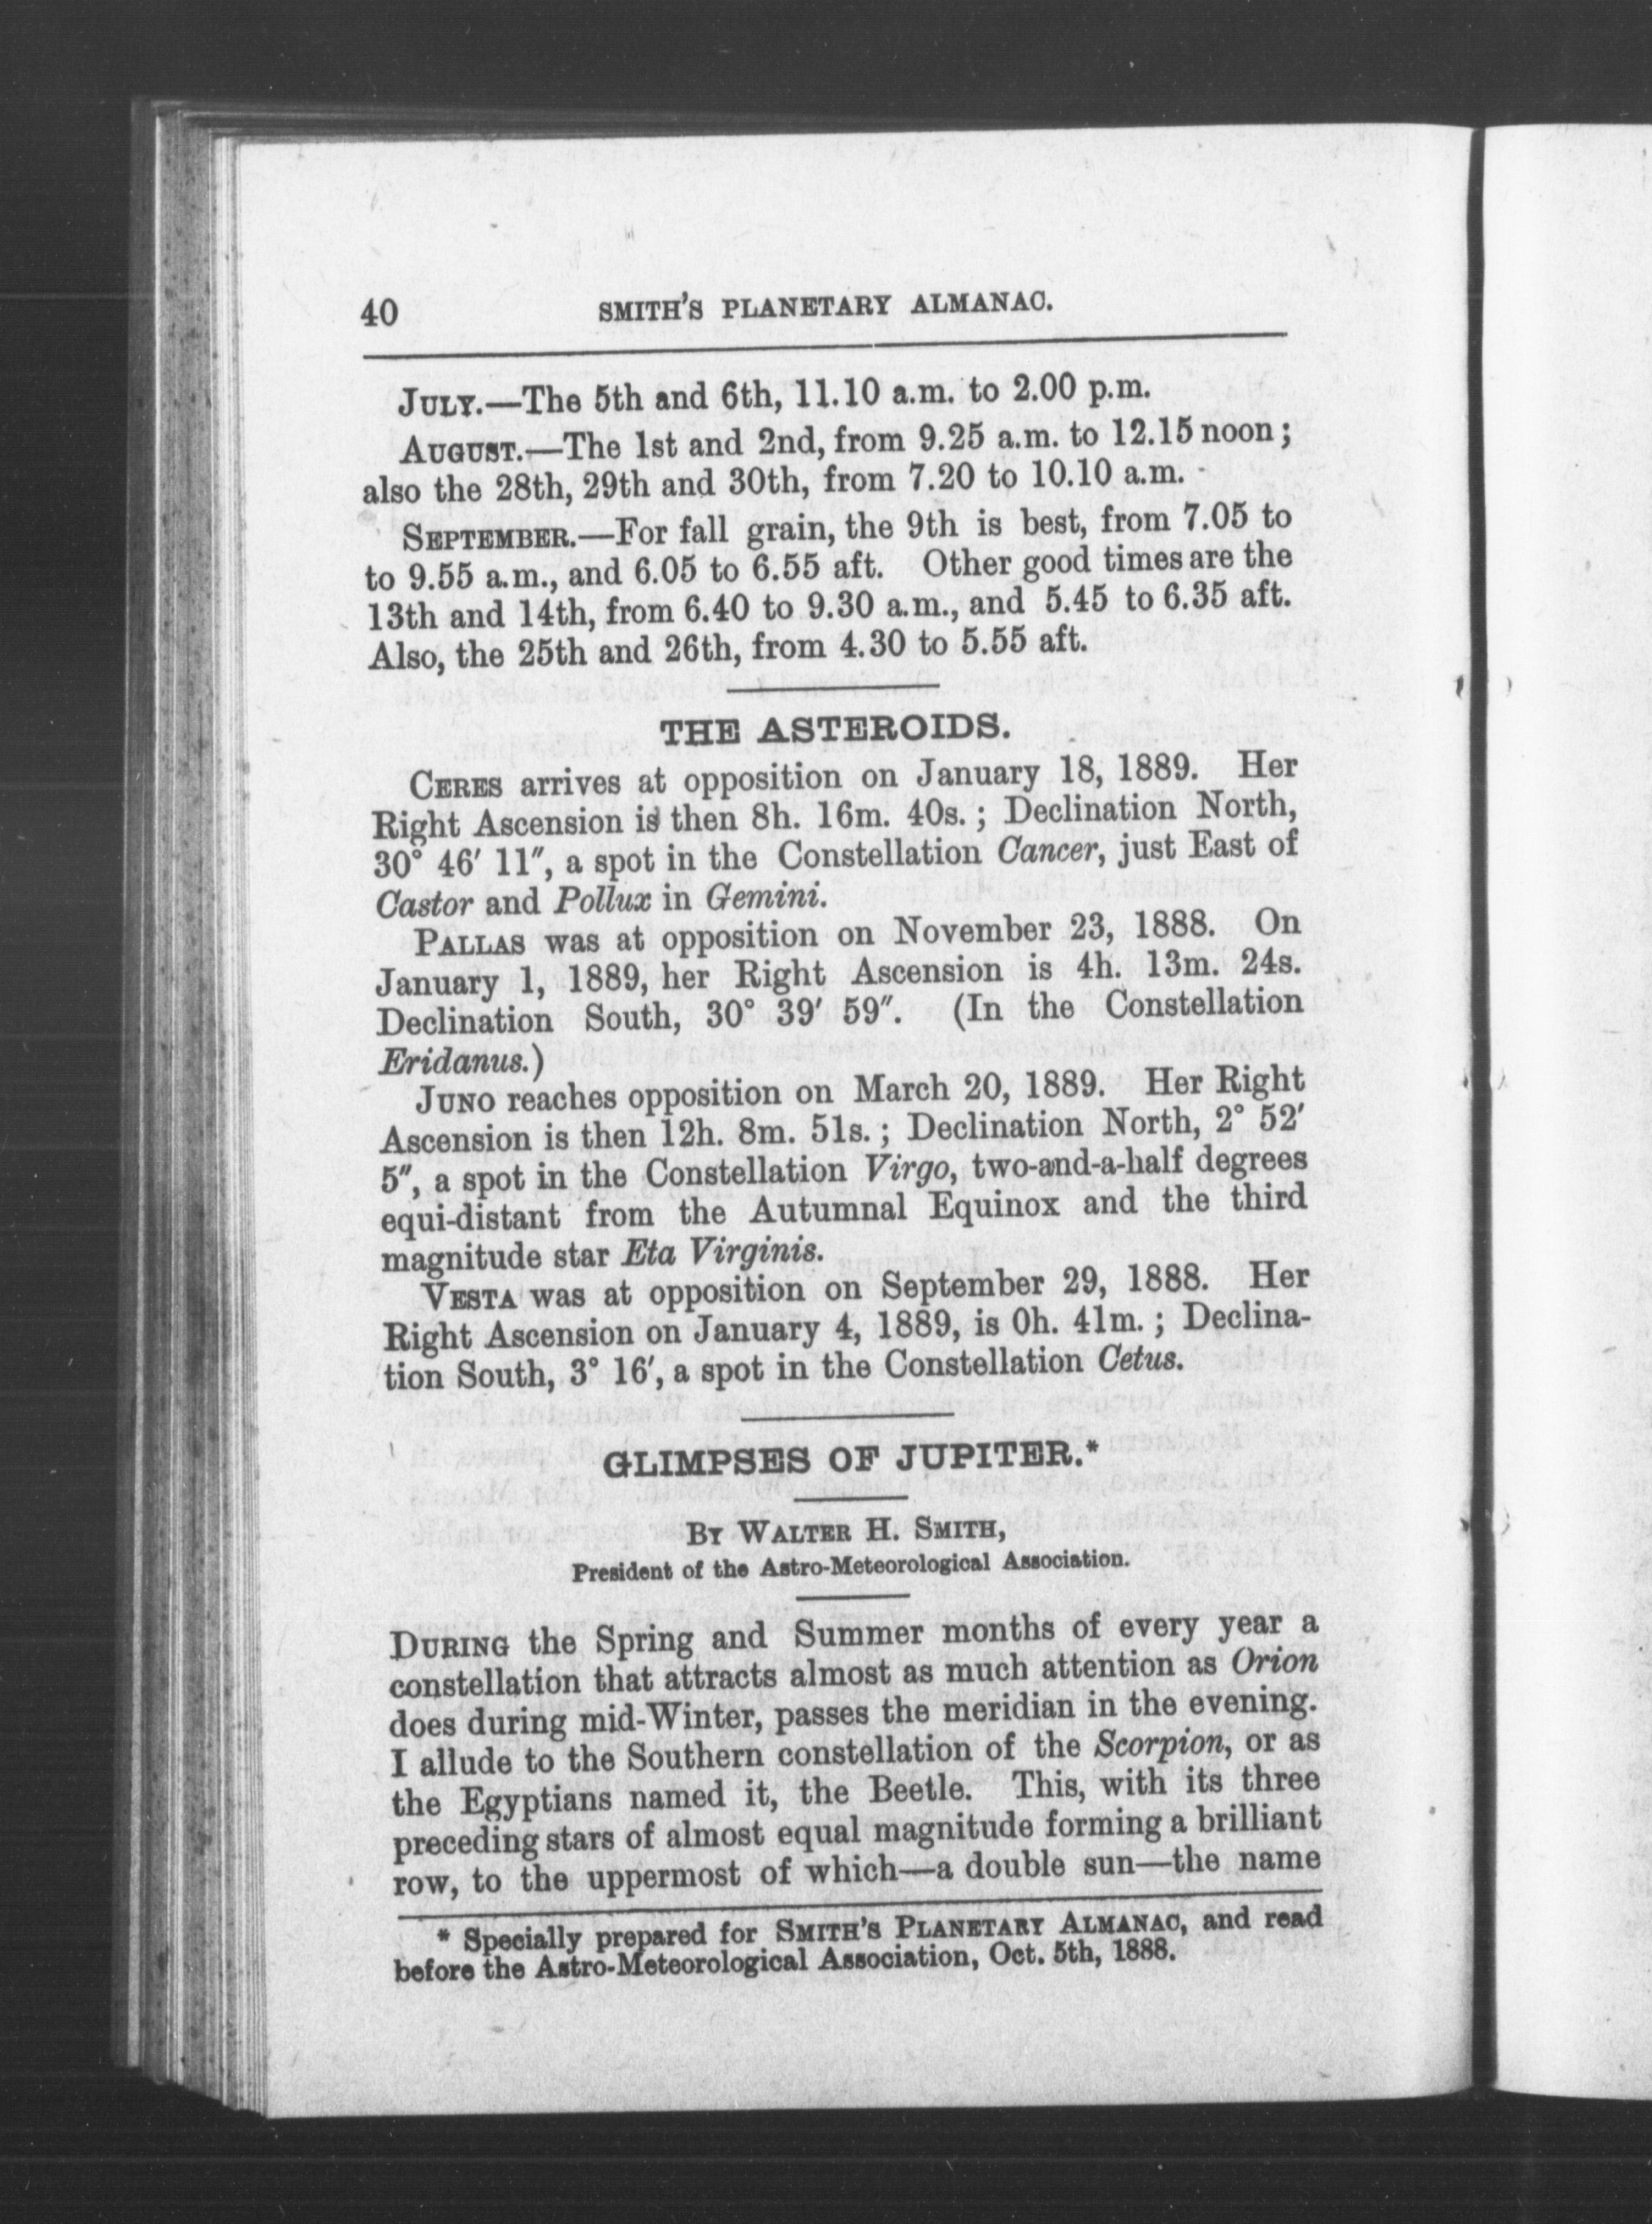 40 SMITH'S PLANETARY ALMANAC.
JULY.—The 5th and 6th, 11.10 a.m. to 2.00 p.m.
AUGUST.—The 1st and 2nd, from 9.25 a.m. to 12.15 noon;
also the 28th, 29th and 30th, from 7.20 to 10.10 a.m.
SEPTEMBER.—For fall grain, the 9th is best, from 7.05 to
to 9.55 a.m., and 6.05 to 6.55 aft. Other good times are the
13th and 14th, from 6.40 to 9.30 a.m., and 5.45 to 6.35 aft.
Also, the 25th and 26th, from 4.30 to 5.55 aft.
THE ASTEROIDS.
CERES arrives at opposition on January 18, 1889. Her
Right Ascension is then 8h. 16m. 40s.; Declination North,
30° 46′ 11″, a spot in the Constellation Cancer, just East of
Castor and Pollux in Gemini.
PALLAS was at opposition on November 23, 1888. On
January 1, 1889, her Right Ascension is 4h. 13m. 24s.
Declination South, 30° 39′ 59″. (In the Constellation
Eridanus.)
JUNO reaches opposition on March 20, 1889. Her Right
Ascension is then 12h. 8m. 51s.; Declination North, 2° 52′
5″, a spot in the Constellation Virgo, two-and-a-half degrees
equi-distant from the Autumnal Equinox and the third
magnitude star Eta Virginis.
VESTA was at opposition on September 29, 1888. Her
Right Ascension on January 4, 1889, is 0h. 41m.; Declina-
tion South, 3° 16′, a spot in the Constellation Cetus.
GLIMPSES OF JUPITER.*
BY WALTER H. SMITH,
President of the Astro-Meteorological Association.
DURING the Spring and Summer months of every year a
constellation that attracts almost as much attention as Orion
does during mid-Winter, passes the meridian in the evening.
I allude to the Southern constellation of the Scorpion, or as
the Egyptians named it, the Beetle. This, with its three
preceding stars of almost equal magnitude forming a brilliant
row, to the uppermost of which—a double sun—the name
* Specially prepared for SMITH'S PLANETARY ALMANAC, and read
before the Astro-Meteorological Association, Oct. 5th, 1888.